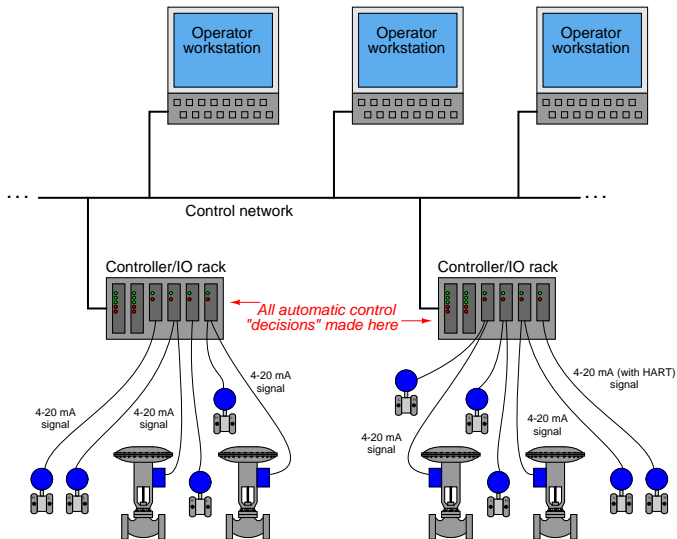 Operator
workstation
Operator
workstation
Operator
workstation
...
...
Control network
Controller/IO rack
Controller/IO rack
All automatic control
"decisions" made here
4-20 mA
signal
4-20 mA (with HART)
signal
4-20 mA
signal
4-20 mA
signal
4-20 mA
signal
4-20 mA
signal